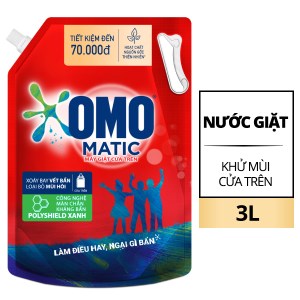 TIẾT KIỆM ĐẾN
70.000đ
HOẠT CHẤT
NGUỒN GỐC
THIÊN NHIÊN
OMO
MATIC
MÁY GIẶT CỬA TRÊN
XOÁY BAY VẾT BẨN
LOẠI BỎ MÙI HÔI
CÔNG NGHỆ
MÀN CHẮN
KHÁNG BẨN
POLYSHIELD XANH
LÀM ĐIỀU HAY, NGẠI GÌ BẨN
NƯỚC GIẶT
KHỬ MÙI
CỬA TRÊN
3L